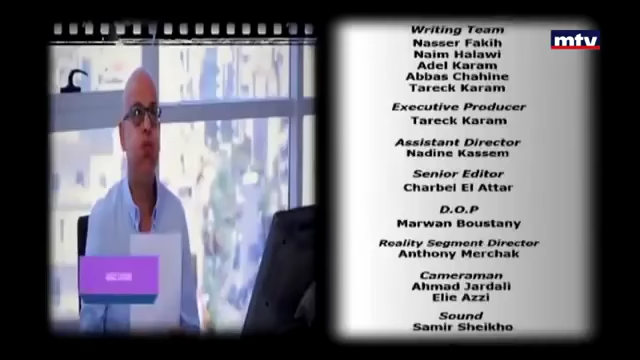 mtv
Writing Team
Nasser Fakih
Naim Halawi
Adel Karam
Abbas Chahine
Tareck Karam
Executive Producer
Tareck Karam
Assistant Director
Nadine Kassem
Senior Editor
Charbel El Attar
D.O.P
Marwan Boustany
Reality Segment Director
Anthony Merchak
Cameraman
Ahmad Jardali
Elie Azzi
Sound
Samir Sheikho